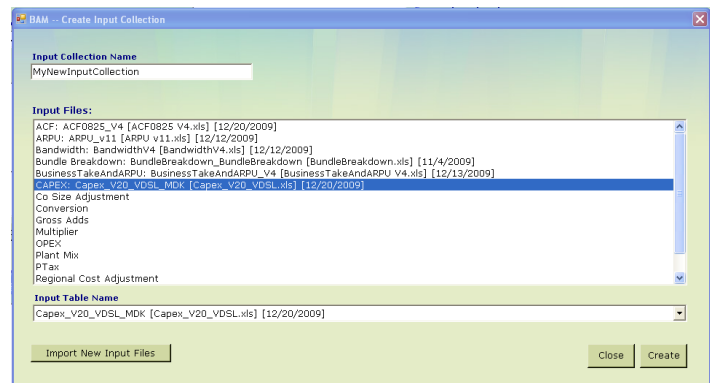 BAM -- Create Input Collection
Input Collection Name
MyNewInputCollection
Input Files:
ACF: ACF0825_V4 [ACF0825 V4.xls] [12/20/2009]
ARPU: ARPU_v11 [ARPU v11.xls] [12/12/2009]
Bandwidth: BandwidthV4 [BandwidthV4.xls] [12/12/2009]
Bundle Breakdown: BundleBreakdown_BundleBreakdown [BundleBreakdown.xls] [11/4/2009]
BusinessTakeAndARPU: BusinessTakeAndARPU_V4 [BusinessTakeAndARPU V4.xls] [12/13/2009]
CAPEX: Capex_V20_VDSL_MDK [Capex_V20_VDSL.xls] [12/20/2009]
Co Size Adjustment
Conversion
Gross Adds
Multiplier
OPEX
Plant Mix
PTax
Regional Cost Adjustment
Input Table Name
Capex_V20_VDSL_MDK [Capex_V20_VDSL.xls] [12/20/2009]
Import New Input Files
Close Create